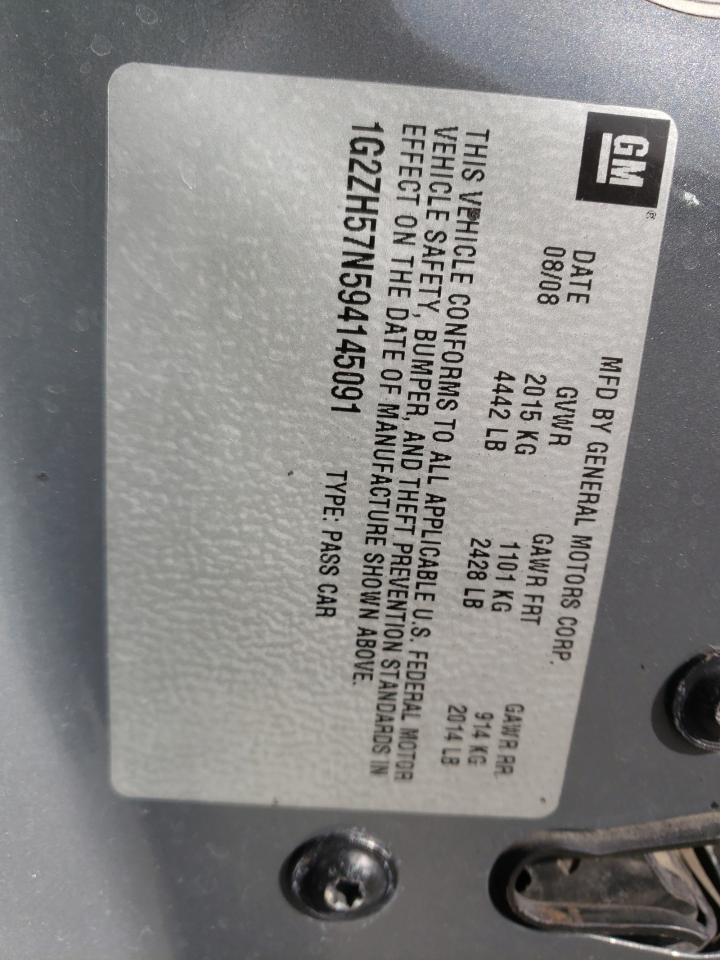 GM
®
MFD BY GENERAL MOTORS CORP.
DATE GVWR GAWR FRT GAWR RR
08/08 2015 KG 1101 KG 914 KG
4442 LB 2428 LB 2014 LB
THIS VEHICLE CONFORMS TO ALL APPLICABLE U.S. FEDERAL MOTOR
VEHICLE SAFETY, BUMPER, AND THEFT PREVENTION STANDARDS IN
EFFECT ON THE DATE OF MANUFACTURE SHOWN ABOVE.
1G2ZH57N594145091 TYPE: PASS CAR